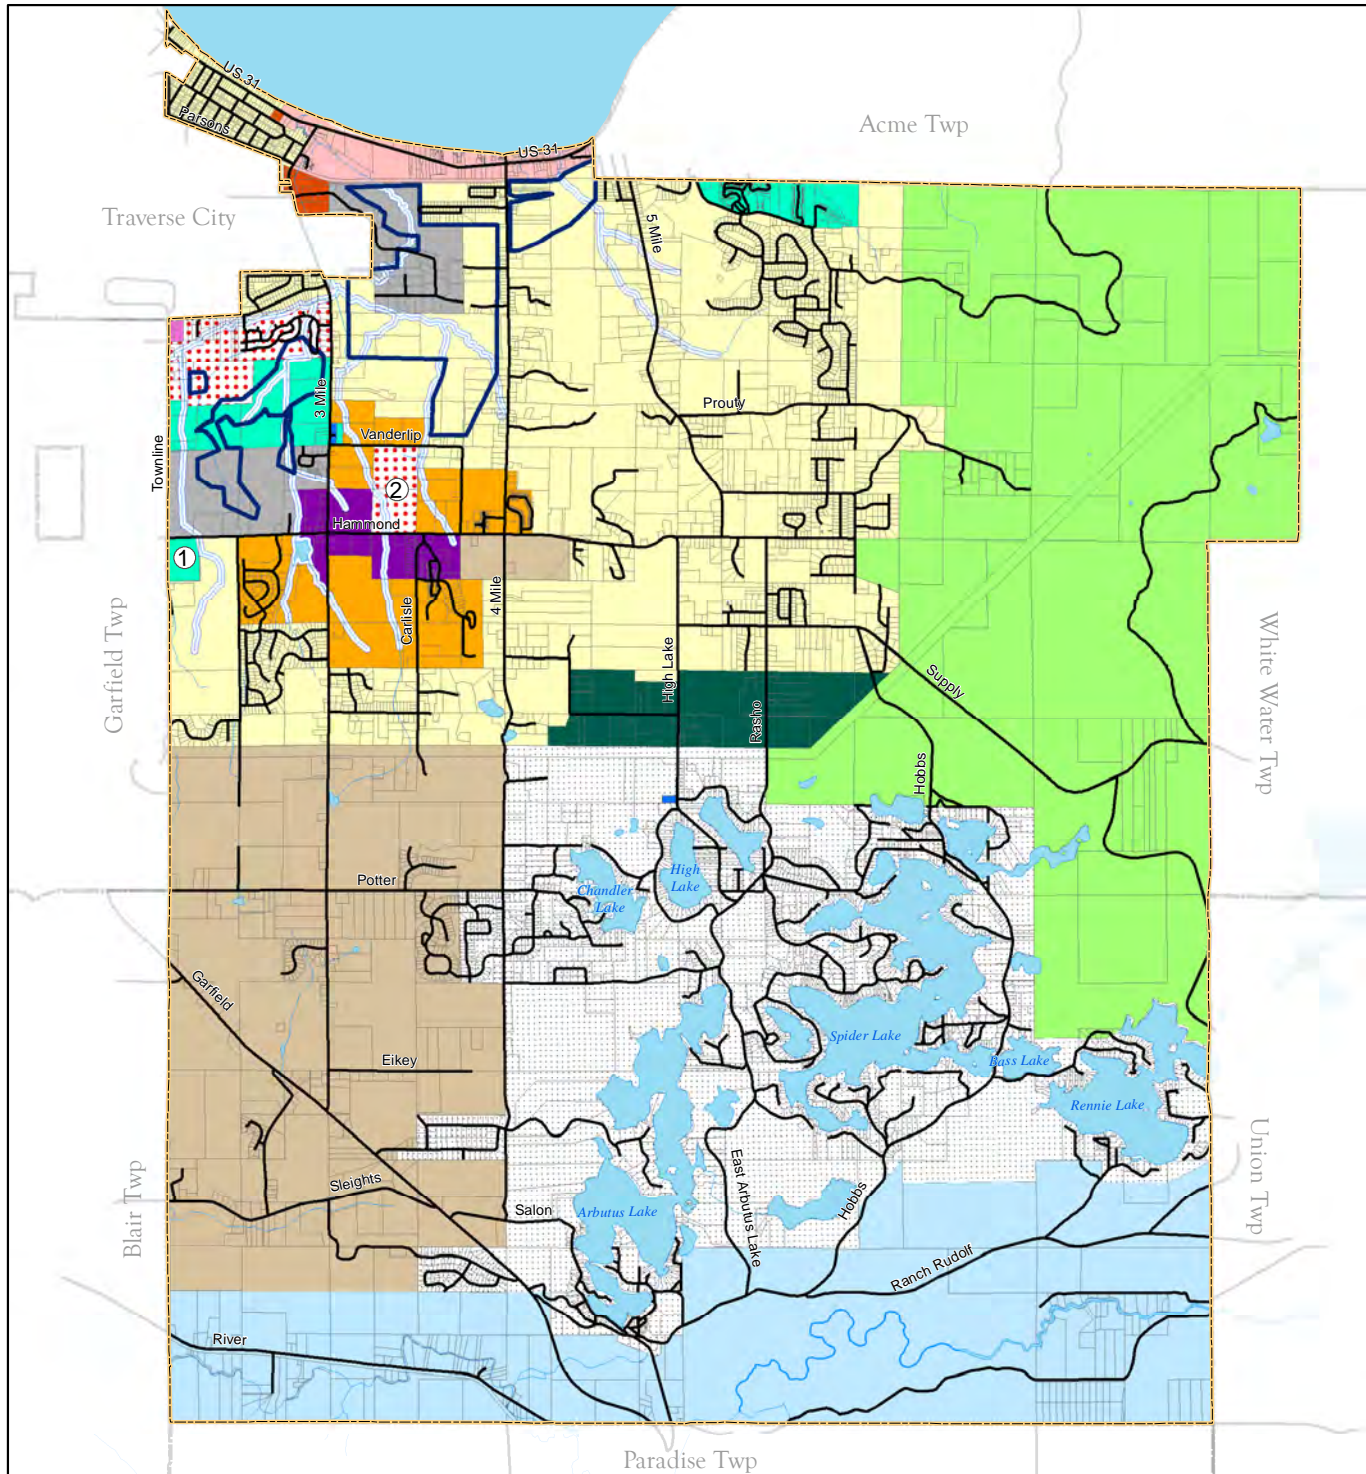 US 31
Parsons
Acme Twp
US 31
Traverse City
5 Mile
3 Mile
Prouty
Vanderlip
Townline
2
Hammond
1
4 Mile
Carlisle
Garfield Twp
High Lake
White Water Twp
Supply
Rasho
Hobbs
Potter
High
Lake
Chandler
Lake
Garfield
Spider Lake
Eikey
Bass Lake
Rennie Lake
Sleights
East Arbutus Lake
Union Twp
Blair Twp
Salon
Arbutus Lake
Hobbs
Ranch Rudolf
River
Paradise Twp